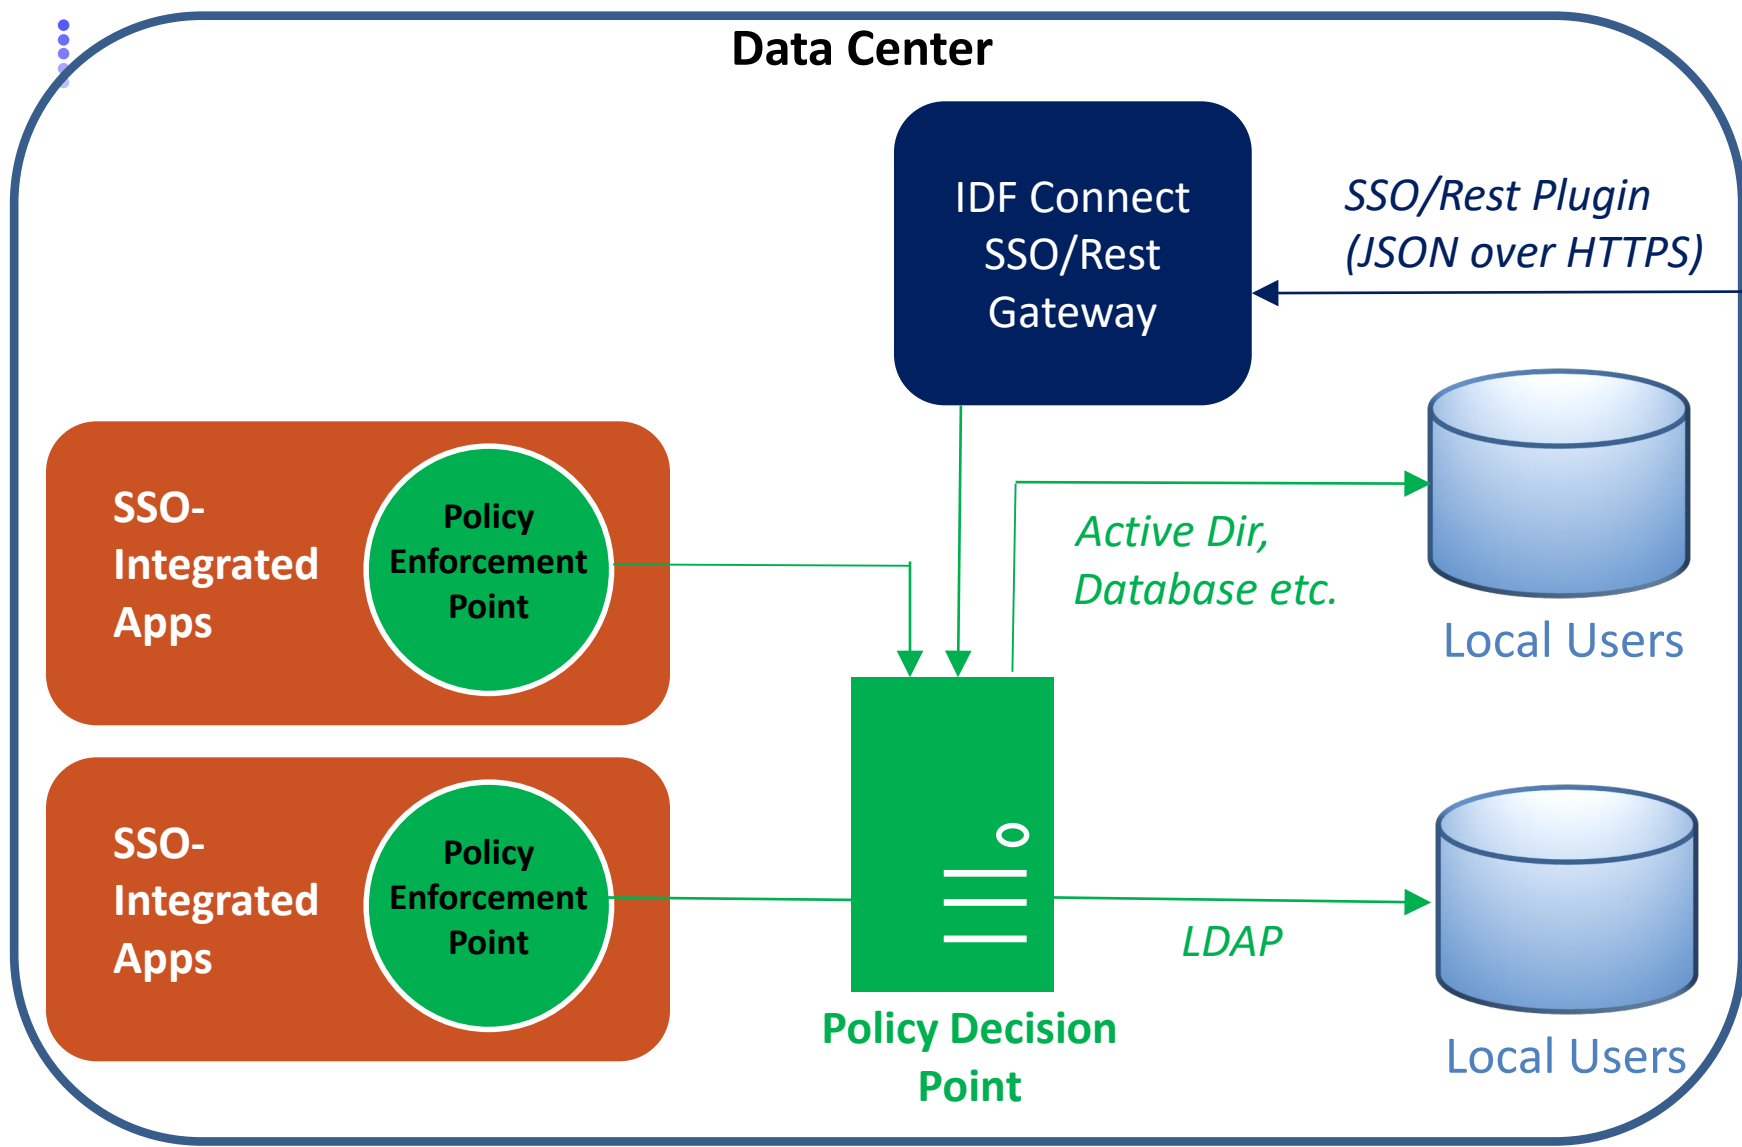 Data Center
IDF Connect
SSO/Rest
Gateway
SSO/Rest Plugin
(JSON over HTTPS)
SSO-
Integrated
Apps
Policy
Enforcement
Point
Active Dir,
Database etc.
Local Users
SSO-
Integrated
Apps
Policy
Enforcement
Point
LDAP
Policy Decision
Point
Local Users